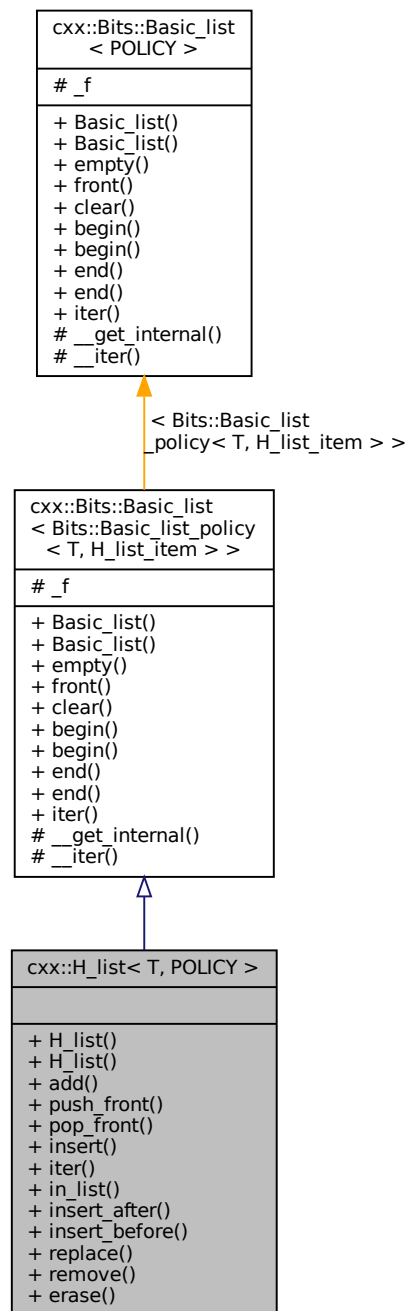 cxx::Bits::Basic_list
< POLICY >
# _f
+ Basic_list()
+ Basic_list()
+ empty()
+ front()
+ clear()
+ begin()
+ begin()
+ end()
+ end()
+ iter()
# __get_internal()
# __iter()
< Bits::Basic_list
_policy< T, H_list_item > >
cxx::Bits::Basic_list
< Bits::Basic_list_policy
< T, H_list_item > >
# _f
+ Basic_list()
+ Basic_list()
+ empty()
+ front()
+ clear()
+ begin()
+ begin()
+ end()
+ end()
+ iter()
# __get_internal()
# __iter()
cxx::H_list< T, POLICY >
+ H_list()
+ H_list()
+ add()
+ push_front()
+ pop_front()
+ insert()
+ iter()
+ in_list()
+ insert_after()
+ insert_before()
+ replace()
+ remove()
+ erase()